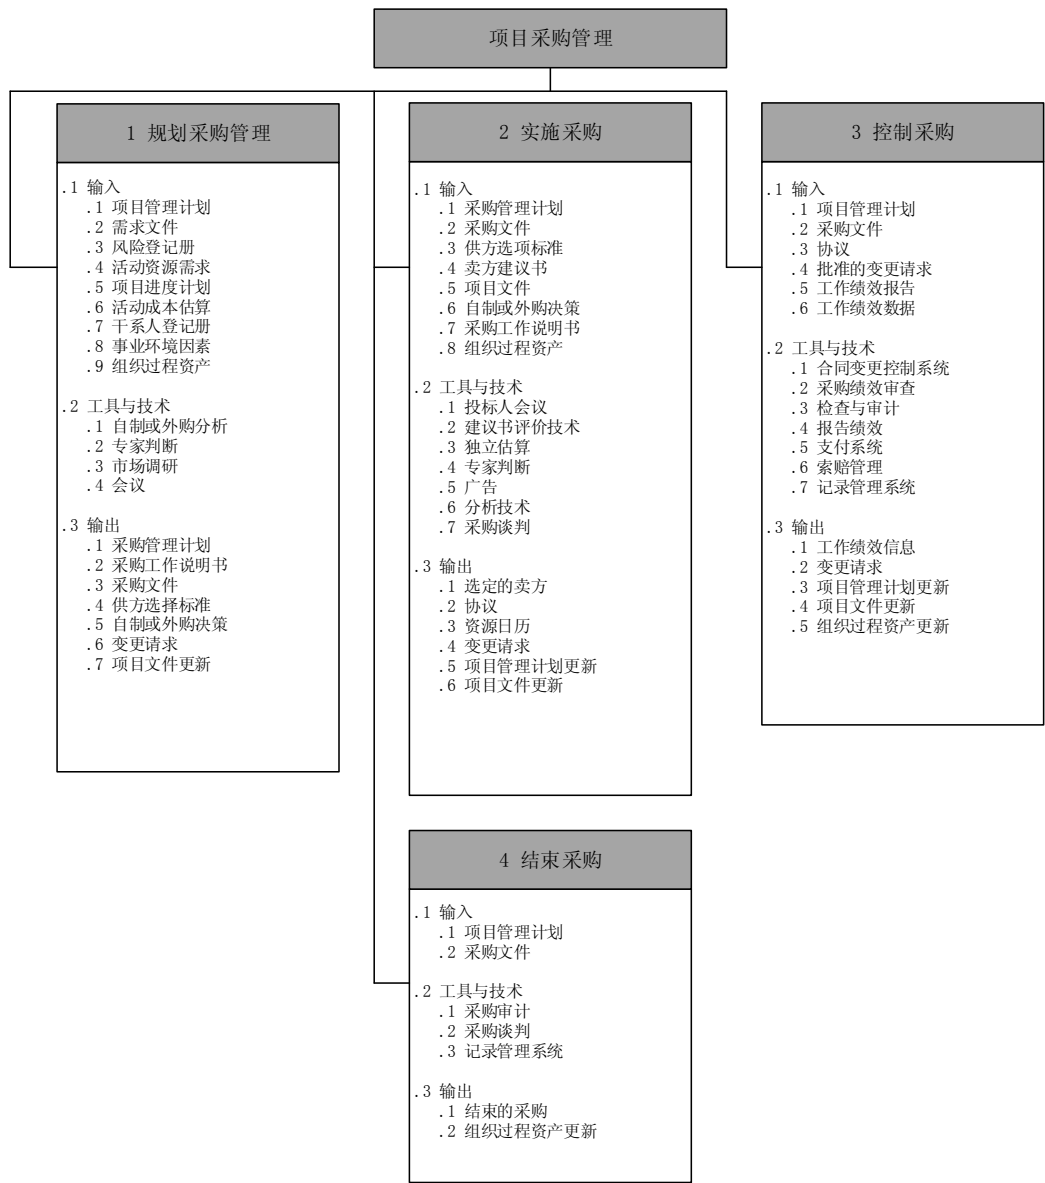 项目采购管理
1 规划采购管理
.1 输入
.1 项目管理计划
.2 需求文件
.3 风险登记册
.4 活动资源需求
.5 项目进度计划
.6 活动成本估算
.7 干系人登记册
.8 事业环境因素
.9 组织过程资产
.2 工具与技术
.1 自制或外购分析
.2 专家判断
.3 市场调研
.4 会议
.3 输出
.1 采购管理计划
.2 采购工作说明书
.3 采购文件
.4 供方选择标准
.5 自制或外购决策
.6 变更请求
.7 项目文件更新
2 实施采购
.1 输入
.1 采购管理计划
.2 采购文件
.3 供方选项标准
.4 卖方建议书
.5 项目文件
.6 自制或外购决策
.7 采购工作说明书
.8 组织过程资产
.2 工具与技术
.1 投标人会议
.2 建议书评价技术
.3 独立估算
.4 专家判断
.5 广告
.6 分析技术
.7 采购谈判
.3 输出
.1 选定的卖方
.2 协议
.3 资源日历
.4 变更请求
.5 项目管理计划更新
.6 项目文件更新
3 控制采购
.1 输入
.1 项目管理计划
.2 采购文件
.3 协议
.4 批准的变更请求
.5 工作绩效报告
.6 工作绩效数据
.2 工具与技术
.1 合同变更控制系统
.2 采购绩效审查
.3 检查与审计
.4 报告绩效
.5 支付系统
.6 索赔管理
.7 记录管理系统
.3 输出
.1 工作绩效信息
.2 变更请求
.3 项目管理计划更新
.4 项目文件更新
.5 组织过程资产更新
4 结束采购
.1 输入
.1 项目管理计划
.2 采购文件
.2 工具与技术
.1 采购审计
.2 采购谈判
.3 记录管理系统
.3 输出
.1 结束的采购
.2 组织过程资产更新